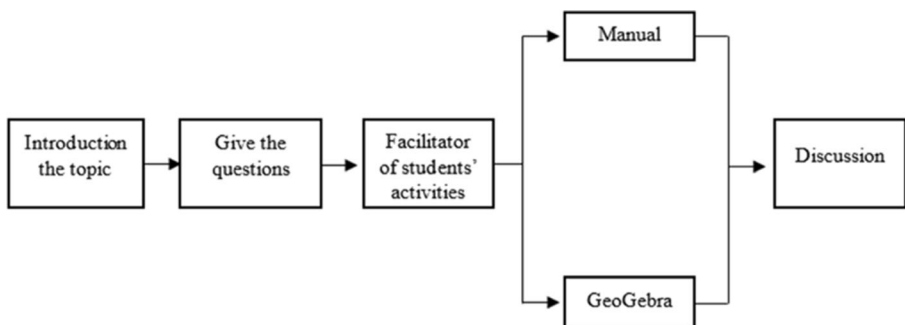 Introduction
the topic
Give the
questions
Facilitator
of students'
activities
Manual
GeoGebra
Discussion